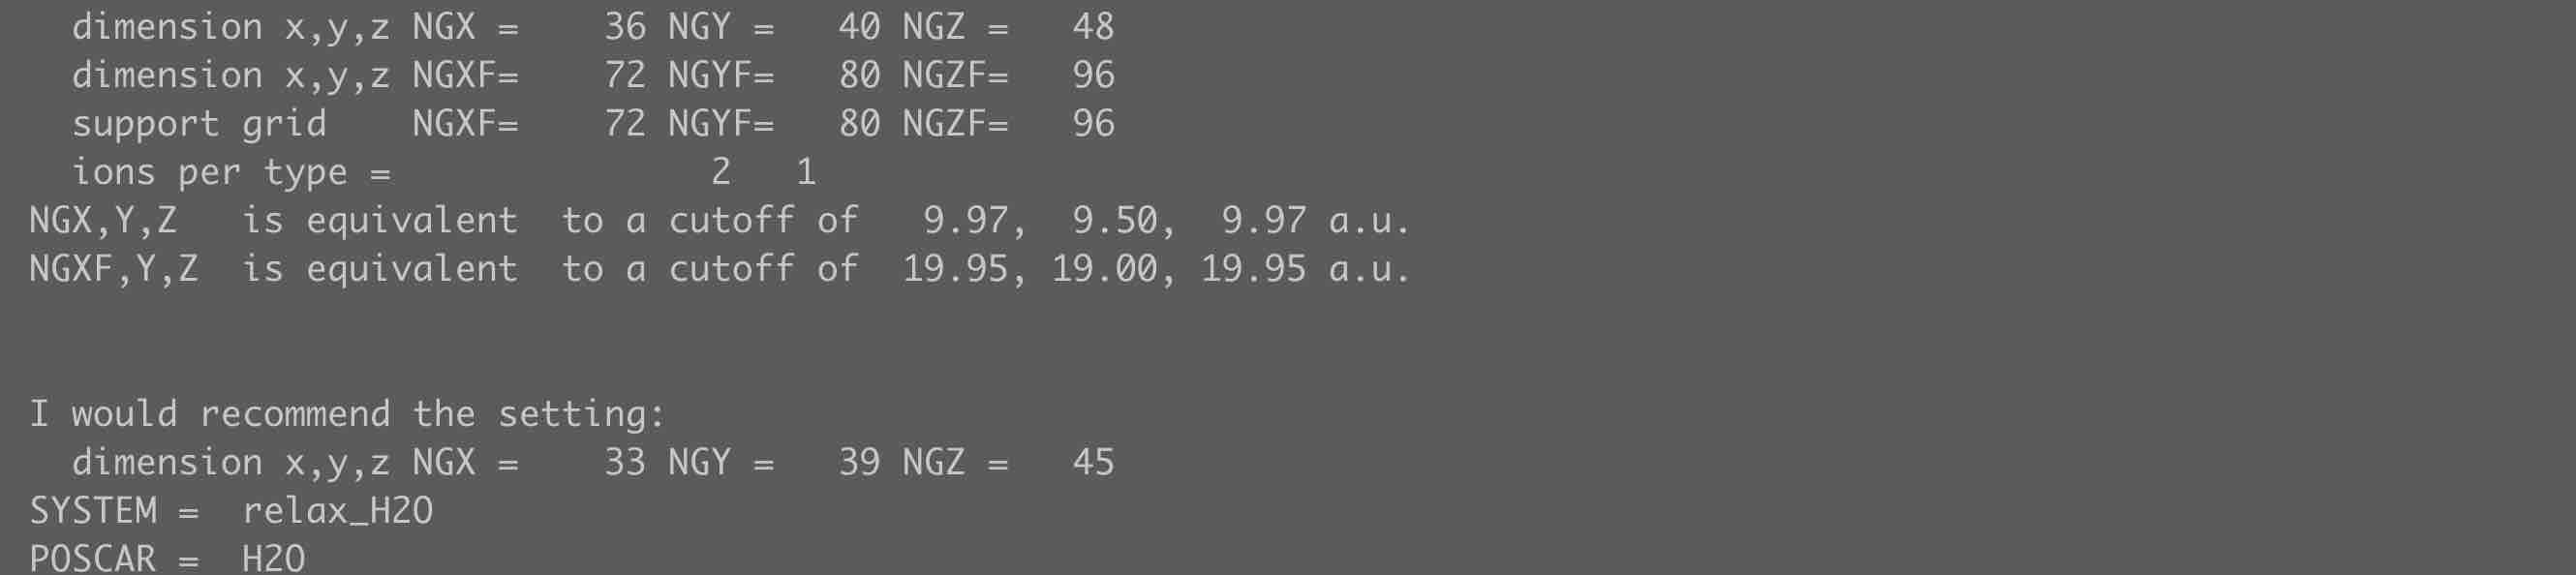 dimension x,y,z NGX =    36 NGY =   40 NGZ =   48
dimension x,y,z NGXF=    72 NGYF=   80 NGZF=   96
support grid    NGXF=    72 NGYF=   80 NGZF=   96
ions per type =               2   1
NGX,Y,Z   is equivalent  to a cutoff of   9.97,  9.50,  9.97 a.u.
NGXF,Y,Z  is equivalent  to a cutoff of  19.95, 19.00, 19.95 a.u.
I would recommend the setting:
dimension x,y,z NGX =    33 NGY =   39 NGZ =   45
SYSTEM =  relax_H2O
POSCAR =  H2O